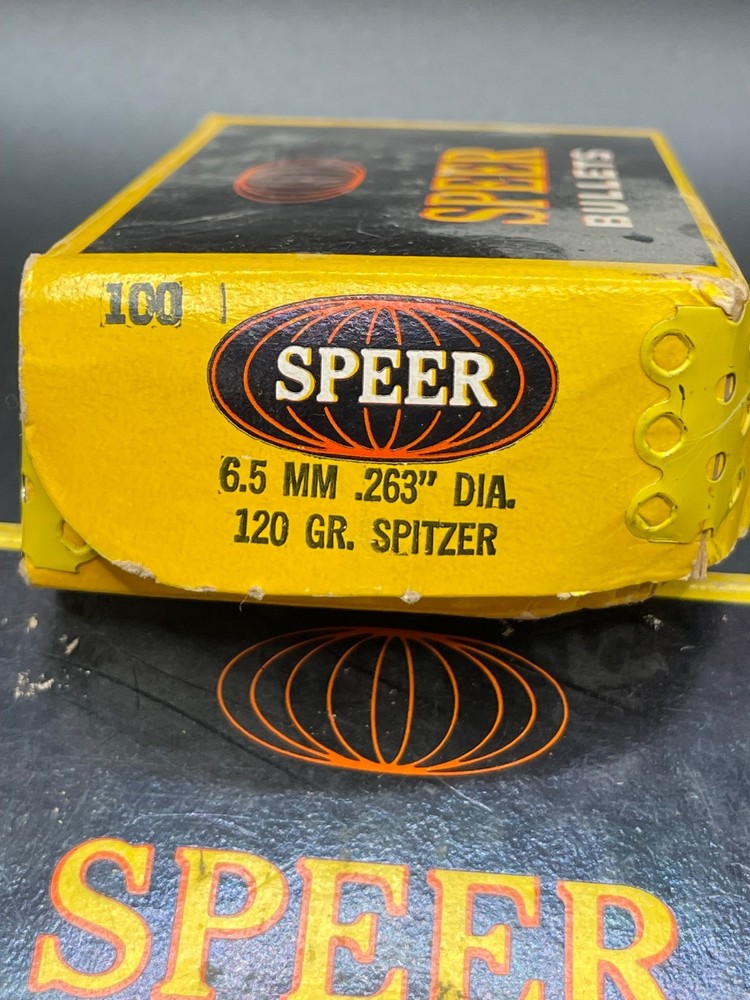 SPEER
BULLETS
100
SPEER
6.5 MM .263" DIA.
120 GR. SPITZER
SPEER